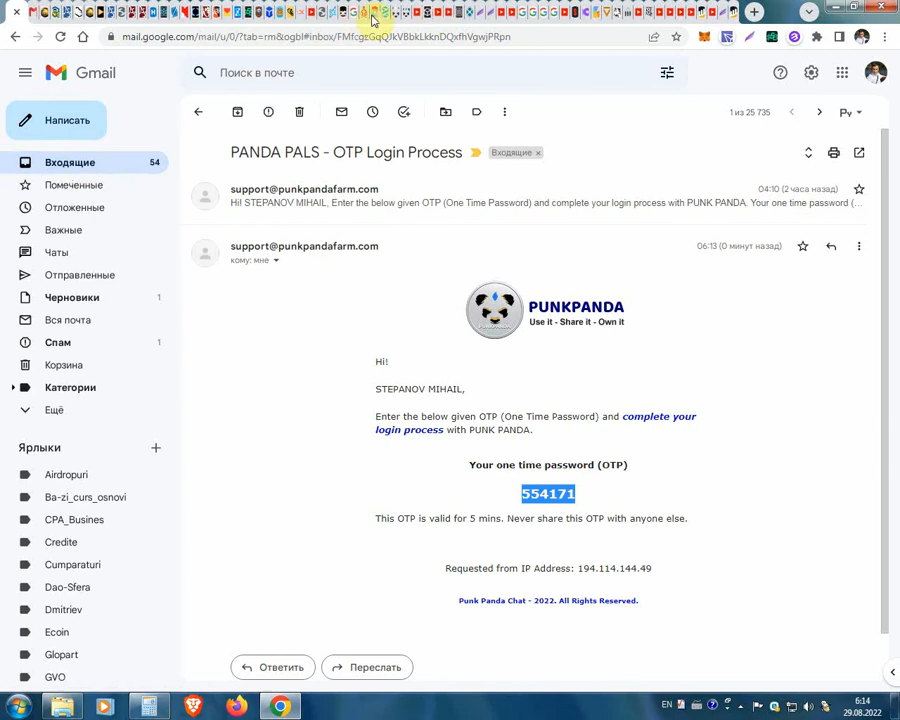 mail.google.com/mail/u/0/?tab=rm&ogbl#inbox/FMfcgzGqQJkVBbkLkknDQxfhVgwjPRpn
Gmail
Поиск в почте
Написать
1 из 25 735
Ру
Входящие 54
Помеченные
Отложенные
Важные
Чаты
Отправленные
Черновики 1
Вся почта
Спам 1
Корзина
Категории
Ещё
Ярлыки
Airdropuri
Ba-zi_curs_osnovi
CPA_Busines
Credite
Cumparaturi
Dao-Sfera
Dmitriev
Ecoin
Glopart
GVO
PANDA PALS - OTP Login Process
Входящие ×
support@punkpandafarm.com 04:10 (2 часа назад)
Hi! STEPANOV MIHAIL, Enter the below given OTP (One Time Password) and complete your login process with PUNK PANDA. Your one time password (…
support@punkpandafarm.com 06:13 (0 минут назад)
кому: мне
PUNKPANDA
Use it - Share it - Own it
Hi!
STEPANOV MIHAIL,
Enter the below given OTP (One Time Password) and complete your
login process with PUNK PANDA.
Your one time password (OTP)
554171
This OTP is valid for 5 mins. Never share this OTP with anyone else.
Requested from IP Address: 194.114.144.49
Punk Panda Chat - 2022. All Rights Reserved.
Ответить
Переслать
EN
6:14
29.08.2022